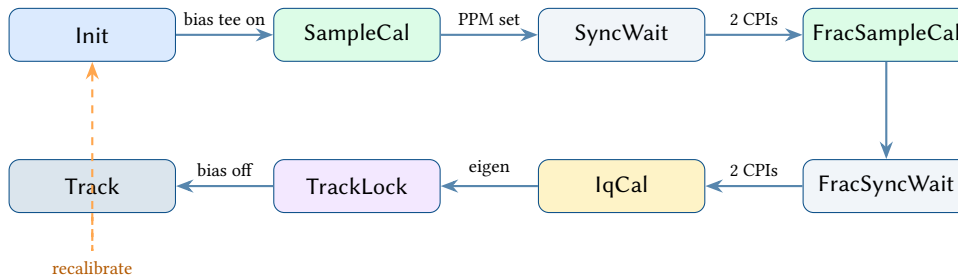 Init
bias tee on
SampleCal
PPM set
SyncWait
2 CPIs
FracSampleCal
Track
bias off
TrackLock
eigen
IqCal
2 CPIs
FracSyncWait
recalibrate